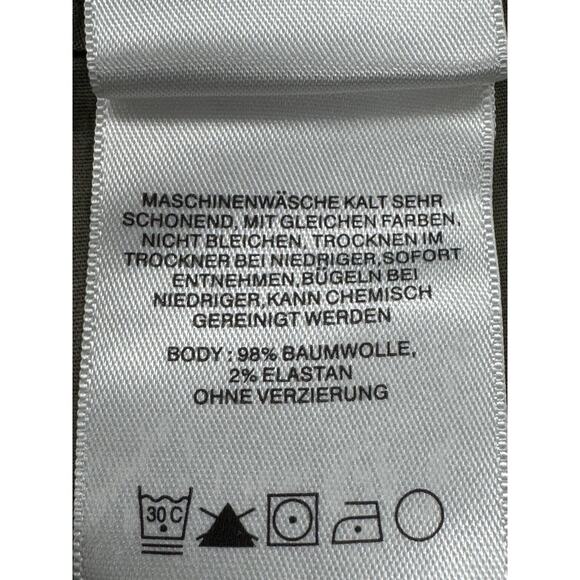 MASCHINENWÄSCHE KALT SEHR
SCHONEND, MIT GLEICHEN FARBEN,
NICHT BLEICHEN, TROCKNEN IM
TROCKNER BEI NIEDRIGER,SOFORT
ENTNEHMEN,BÜGELN BEI
NIEDRIGER,KANN CHEMISCH
GEREINIGT WERDEN
BODY : 98% BAUMWOLLE,
2% ELASTAN
OHNE VERZIERUNG
30 C